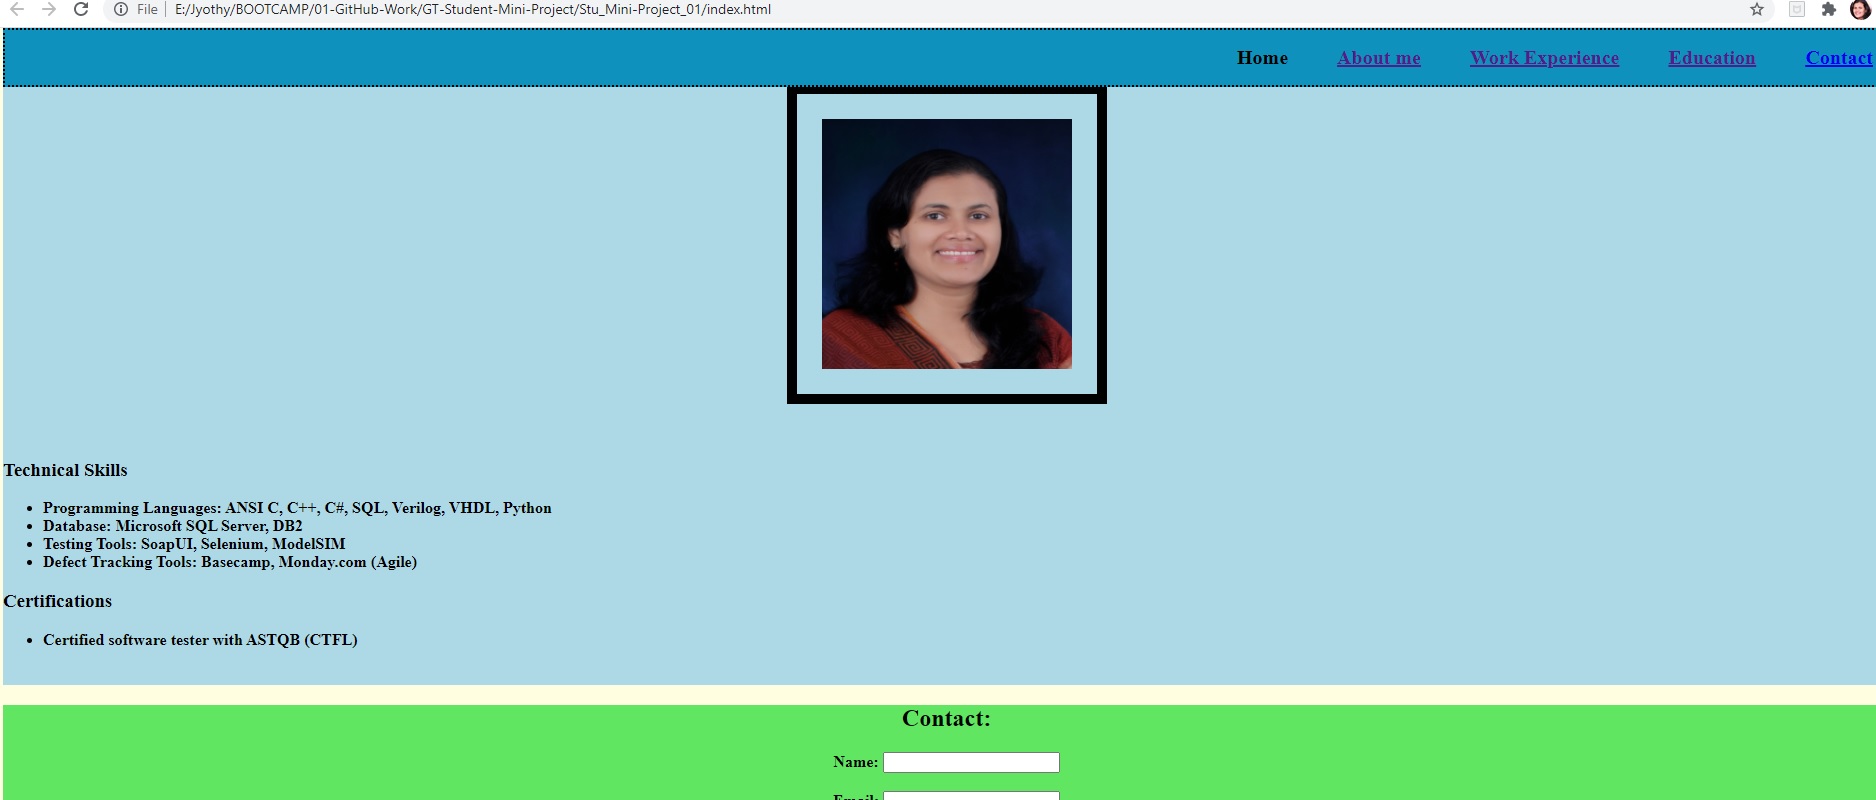 File E:/Jyothy/BOOTCAMP/01-GitHub-Work/GT-Student-Mini-Project/Stu_Mini-Project_01/index.html
Home About me Work Experience Education Contact
Technical Skills
• Programming Languages: ANSI C, C++, C#, SQL, Verilog, VHDL, Python
• Database: Microsoft SQL Server, DB2
• Testing Tools: SoapUI, Selenium, ModelSIM
• Defect Tracking Tools: Basecamp, Monday.com (Agile)
Certifications
• Certified software tester with ASTQB (CTFL)
Contact:
Name:
Email: